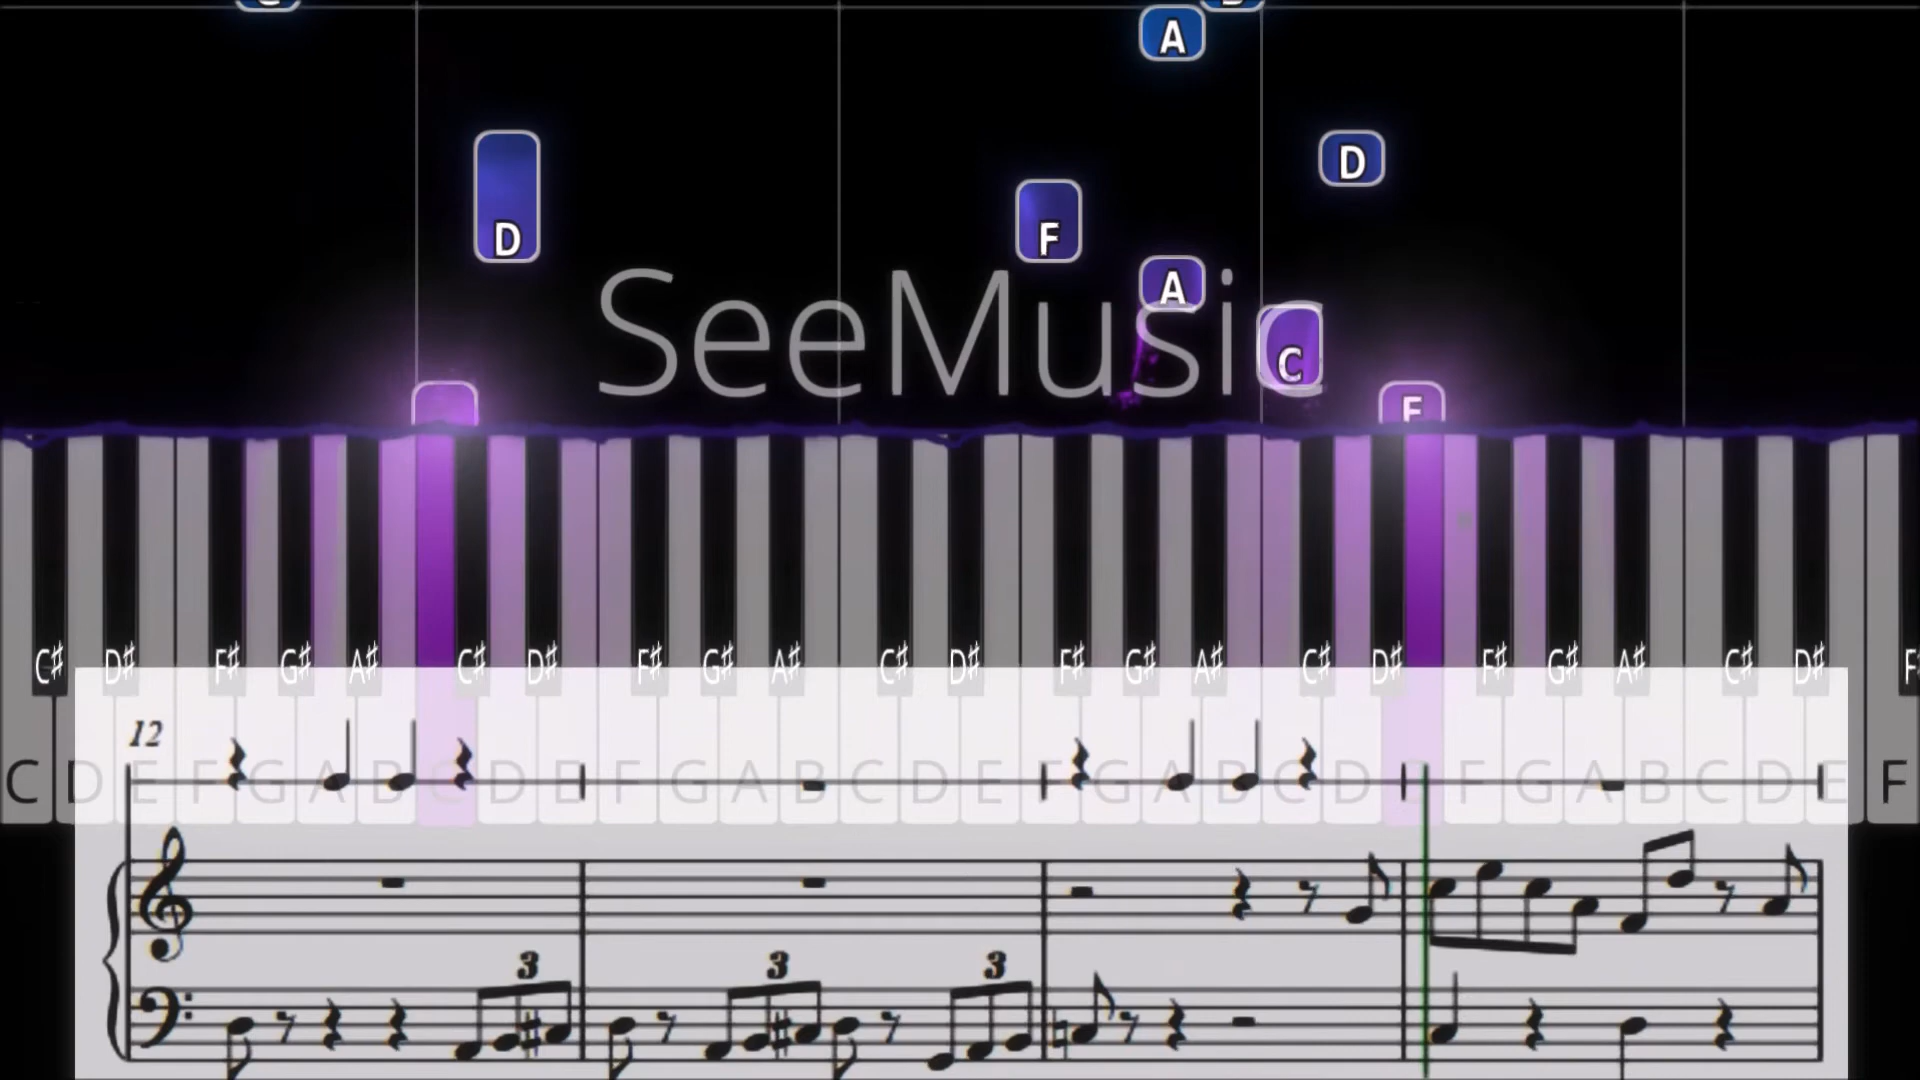 A
D
D
F
A
SeeMusic
C
E
C# D# F# G# A# C# D# F# G# A# C# D# F# G# A# C# D# F# G# A# C# D#
12
C D E F G A B C D E F G A B C D E F G A B C D E F G A B C D E F
3 3 3